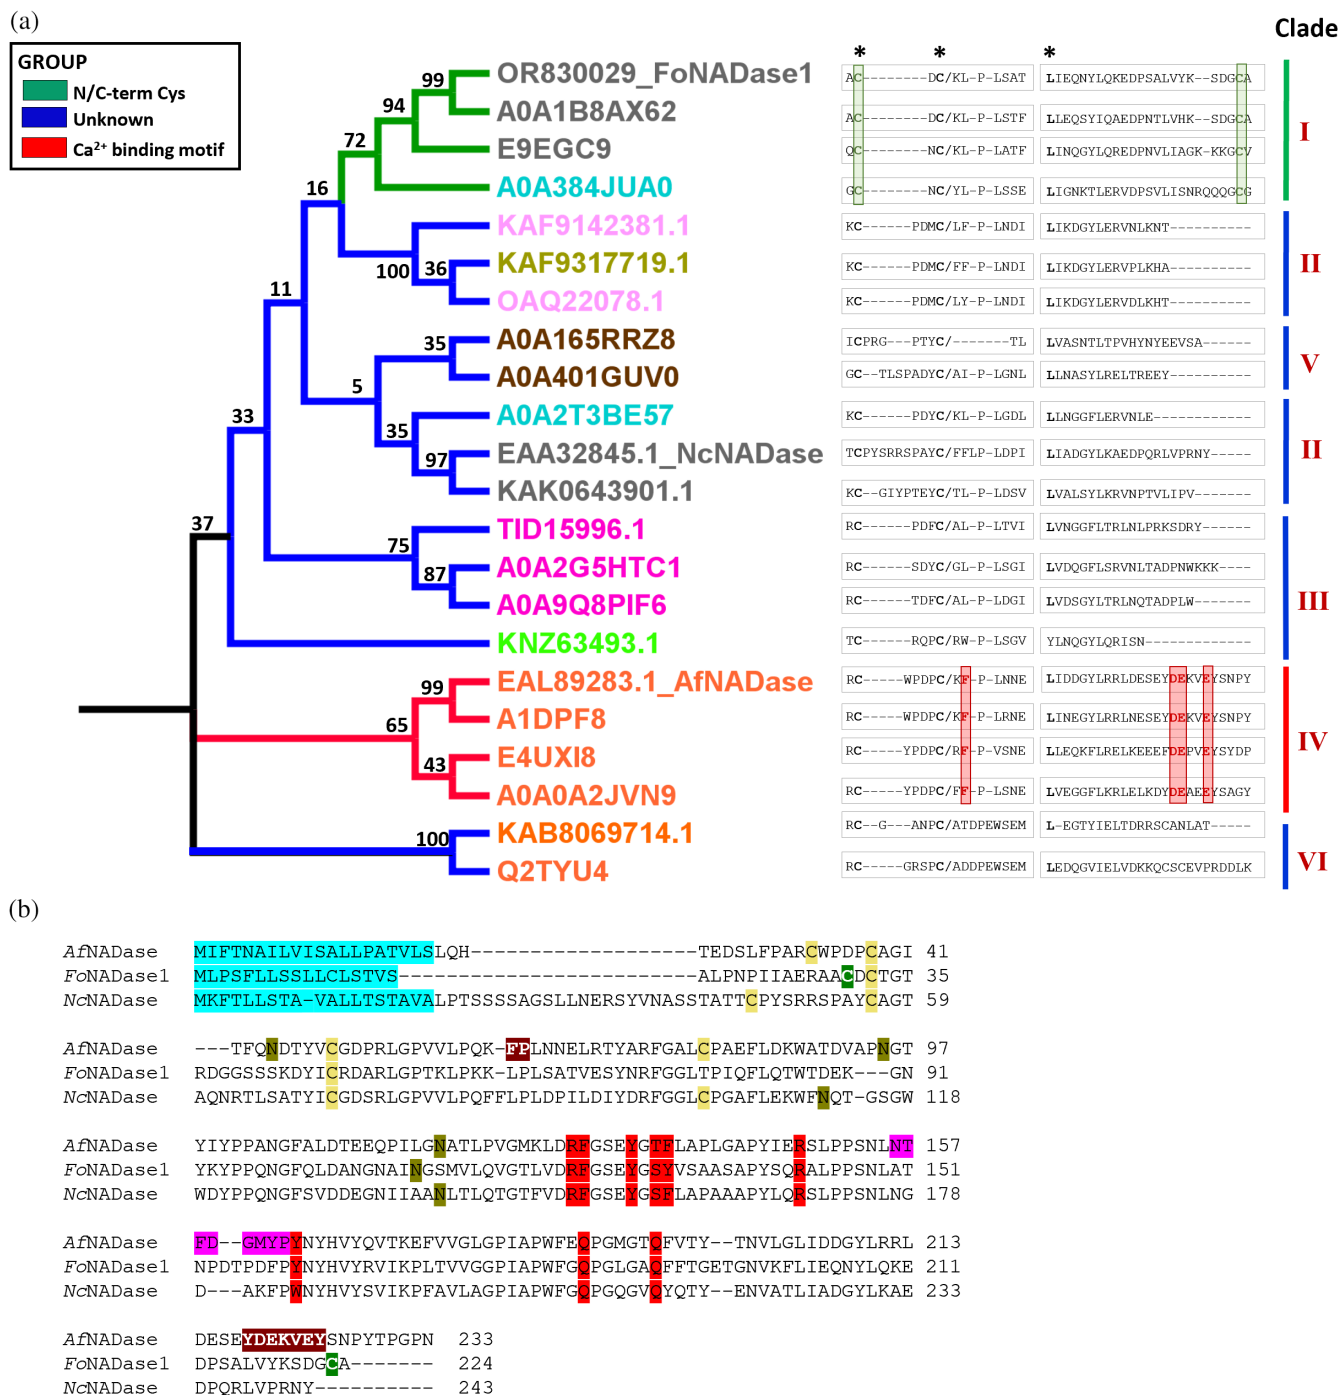 (a)
Clade
GROUP
N/C-term Cys
Unknown
Ca²⁺ binding motif
* * *
99 OR830029_FoNADase1 AC--------DC/KL-P-LSAT LIEQNYLQKEDPSALVYK--SDGCA
94 A0A1B8AX62 AC--------DC/KL-P-LSTF LLEQSYIQAEDPNTLVHK--SDGCA
I
72 E9EGC9 QC--------NC/KL-P-LATF LINQGYLQREDPNVLIAGK-KKGCV
16 A0A384JUA0 GC--------NC/YL-P-LSSE LIGNKTLERVDPSVLISNRQQQGCG
KAF9142381.1 KC------PDMC/LF-P-LNDI LIKDGYLERVNLKNT----------
100 36 KAF9317719.1 KC------PDMC/FF-P-LNDI LIKDGYLERVPLKHA----------
II
11 OAQ22078.1 KC------PDMC/LY-P-LNDI LIKDGYLERVDLKHT----------
35 A0A165RRZ8 ICPRG---PTYC/-------TL LVASNTLTPVHYNYEEVSA------
V
5 A0A401GUV0 GC--TLSPADYC/AI-P-LGNL LLNASYLRELTREEY----------
33 35 A0A2T3BE57 KC------PDYC/KL-P-LGDL LLNGGFLERVNLE------------
97 EAA32845.1_NcNADase TCPYSRRSPAYC/FFLP-LDPI LIADGYLKAEDPQRLVPRNY-----
II
KAK0643901.1 KC--GIYPTEYC/TL-P-LDSV LVALSYLKRVNPTVLIPV-------
37 75 TID15996.1 RC------PDFC/AL-P-LTVI LVNGGFLTRLNLPRKSDRY------
87 A0A2G5HTC1 RC------SDYC/GL-P-LSGI LVDQGFLSRVNLTADPNWKKK----
A0A9Q8PIF6 RC------TDFC/AL-P-LDGI LVDSGYLTRLNQTADPLW-------
III
KNZ63493.1 TC------RQPC/RW-P-LSGV YLNQGYLQRISN-------------
99 EAL89283.1_AfNADase RC-----WPDPC/KF-P-LNNE LIDDGYLRRLDESEYDEKVEYSNPY
65 A1DPF8 RC-----WPDPC/KF-P-LRNE LINEGYLRRLNESEYDEKVEYSNPY
IV
43 E4UXI8 RC-----YPDPC/RF-P-VSNE LLEQKFLRELKEEEFDEPVEYSYDP
A0A0A2JVN9 RC-----YPDPC/FF-P-LSNE LVEGGFLKRLELKDYDEAEEYSAGY
100 KAB8069714.1 RC--G---ANPC/ATDPEWSEM L-EGTYIELTDRRSCANLAT-----
VI
Q2TYU4 RC-----GRSPC/ADDPEWSEM LEDQGVIELVDKKQCSCEVPRDDLK
(b)
AfNADase MIFTNAILVISALLPATVLSLQH-------------------TEDSLFPARCWPDPCAGI 41
FoNADase1 MLPSFLLSSLLCLSTVS-------------------------ALPNPIIAERAACDCTGT 35
NcNADase MKFTLLSTA-VALLTSTAVALPTSSSSAGSLLNERSYVNASSTATTCPYSRRSPAYCAGT 59
AfNADase ---TFQNDTYVCGDPRLGPVVLPQK-FPLNNELRTYARFGALCPAEFLDKWATDVAPNGT 97
FoNADase1 RDGGSSSKDYICRDARLGPTKLPKK-LPLSATVESYNRFGGLTPIQFLQTWTDEK---GN 91
NcNADase AQNRTLSATYICGDSRLGPVVLPQFFLPLDPILDIYDRFGGLCPGAFLEKWFNQT-GSGW 118
AfNADase YIYPPANGFALDTEEQPILGNATLPVGMKLDRFGSEYGTFLAPLGAPYIERSLPPSNLNT 157
FoNADase1 YKYPPQNGFQLDANGNAINGSMVLQVGTLVDRFGSEYGSYVSAASAPYSQRALPPSNLAT 151
NcNADase WDYPPQNGFSVDDEGNIIAANLTLQTGTFVDRFGSEYGSFLAPAAAPYLQRSLPPSNLNG 178
AfNADase FD--GMYPYNYHVYQVTKEFVVGLGPIAPWFEQPGMGTQFVTY--TNVLGLIDDGYLRRL 213
FoNADase1 NPDTPDFPYNYHVYRVIKPLTVVGGPIAPWFGQPGLGAQFFTGETGNVKFLIEQNYLQKE 211
NcNADase D---AKFPWNYHVYSVIKPFAVLAGPIAPWFGQPGQGVQYQTY--ENVATLIADGYLKAE 233
AfNADase DESEYDEKVEYSNPYTPGPN 233
FoNADase1 DPSALVYKSDGCA------- 224
NcNADase DPQRLVPRNY---------- 243